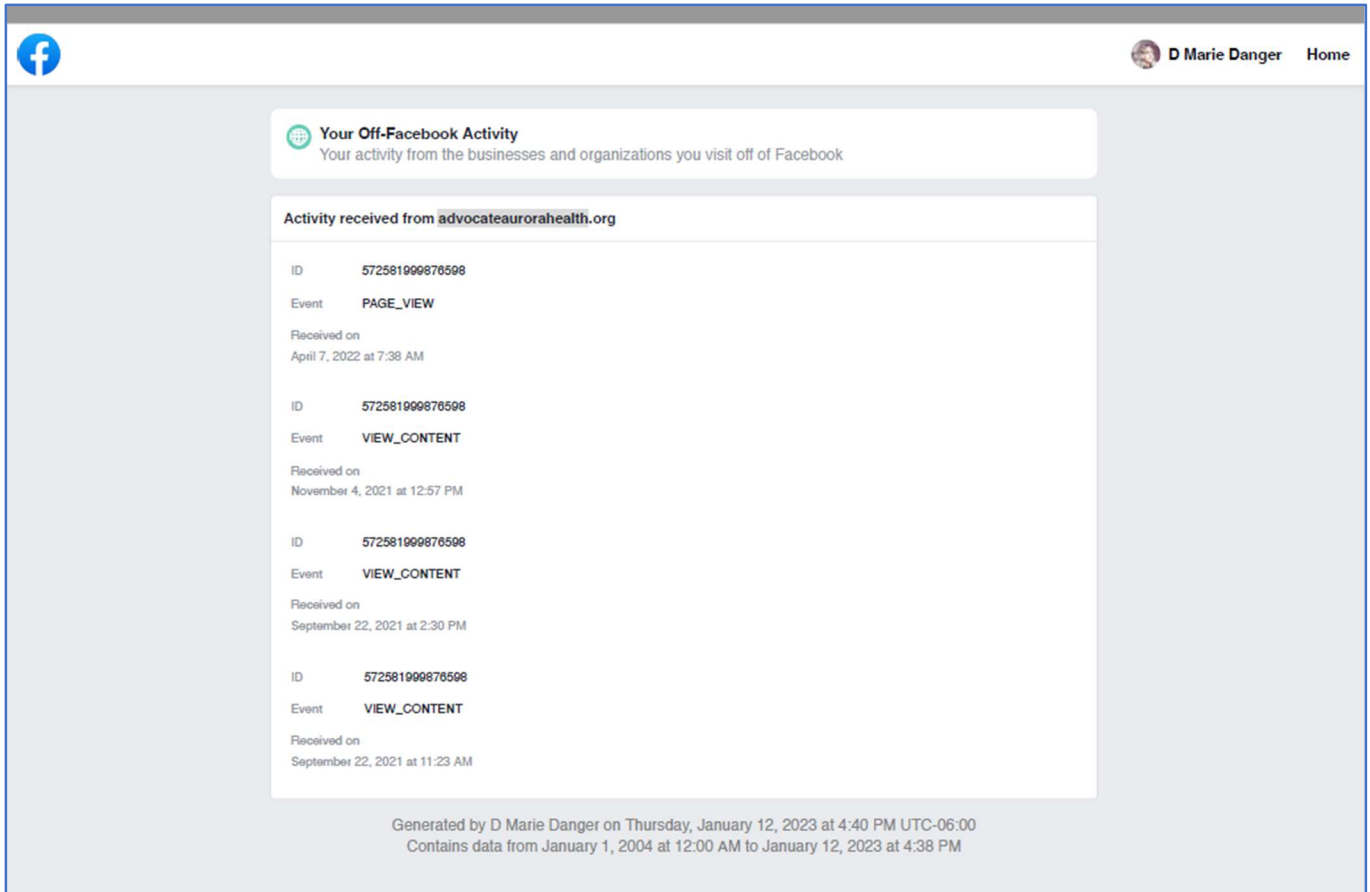 D Marie Danger Home
Your Off-Facebook Activity
Your activity from the businesses and organizations you visit off of Facebook
Activity received from advocateaurorahealth.org
ID 572581999876598
Event PAGE_VIEW
Received on
April 7, 2022 at 7:38 AM
ID 572581999876598
Event VIEW_CONTENT
Received on
November 4, 2021 at 12:57 PM
ID 572581999876598
Event VIEW_CONTENT
Received on
September 22, 2021 at 2:30 PM
ID 572581999876598
Event VIEW_CONTENT
Received on
September 22, 2021 at 11:23 AM
Generated by D Marie Danger on Thursday, January 12, 2023 at 4:40 PM UTC-06:00
Contains data from January 1, 2004 at 12:00 AM to January 12, 2023 at 4:38 PM